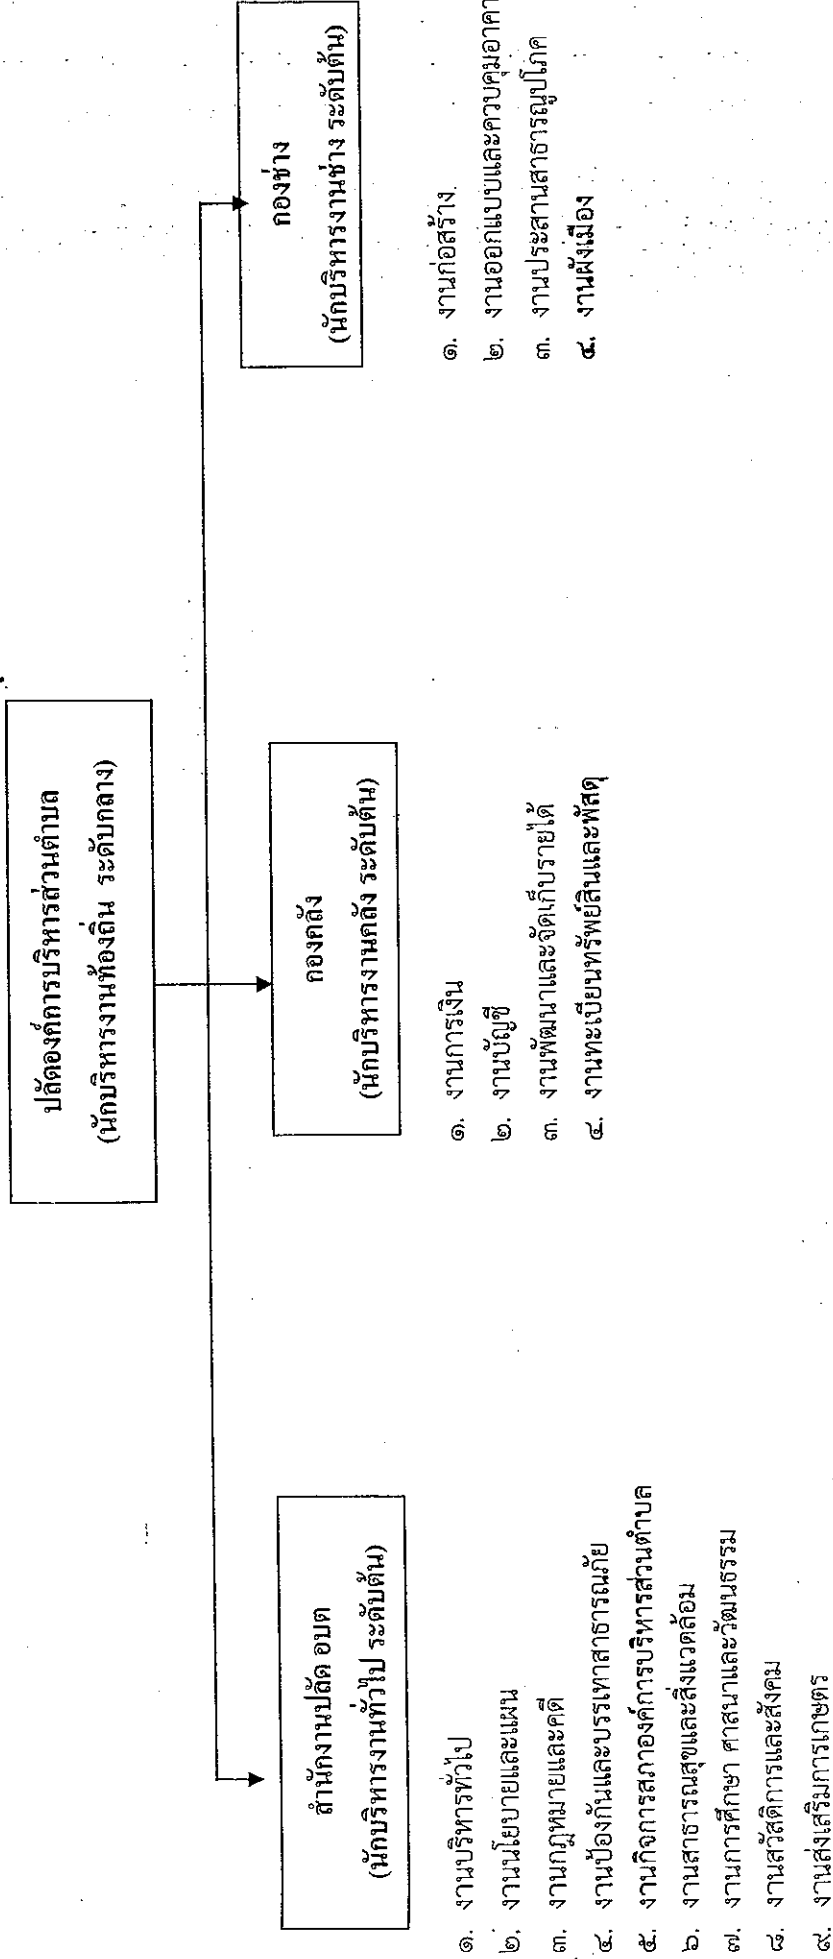 ปลัดองค์การบริหารส่วนตำบล
(นักบริหารงานท้องถิ่น ระดับกลาง)
สำนักงานปลัด อบต
(นักบริหารงานทั่วไป ระดับต้น)
๑. งานบริหารทั่วไป
๒. งานนโยบายและแผน
๓. งานกฎหมายและคดี
๔. งานป้องกันและบรรเทาสาธารณภัย
๕. งานกิจการสภาองค์การบริหารส่วนตำบล
๖. งานสาธารณสุขและสิ่งแวดล้อม
๗. งานการศึกษา ศาสนาและวัฒนธรรม
๘. งานสวัสดิการและสังคม
๙. งานส่งเสริมการเกษตร
กองคลัง
(นักบริหารงานคลัง ระดับต้น)
๑. งานการเงิน
๒. งานบัญชี
๓. งานพัฒนาและจัดเก็บรายได้
๔. งานทะเบียนทรัพย์สินและพัสดุ
กองช่าง
(นักบริหารงานช่าง ระดับต้น)
๑. งานก่อสร้าง
๒. งานออกแบบและควบคุมอาคา
๓. งานประสานสาธารณูปโภค
๔. งานผังเมือง